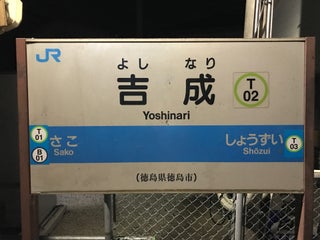 JR
よし なり
吉 成
Yoshinari
T
02
T
01
B
01
さこ
Sako
しょうずい
Shōzui
T
03
(徳島県徳島市)